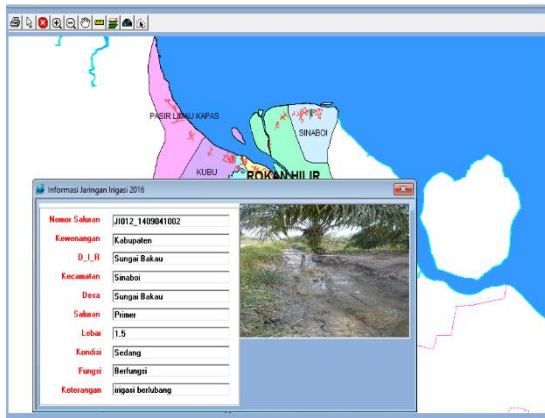 PASIR LIMAU KAPAS
SINABOI
KUBU
ROKAN HILIR
Informasi Jaringan Irigasi 2016
Nomor Saluran JI012_1409041002
Kewenangan Kabupaten
D_I_R Sungai Bakau
Kecamatan Sinaboi
Desa Sungai Bakau
Saluran Primer
Lebar 1.5
Kondisi Sedang
Fungsi Berfungsi
Keterangan irigasi berlubang